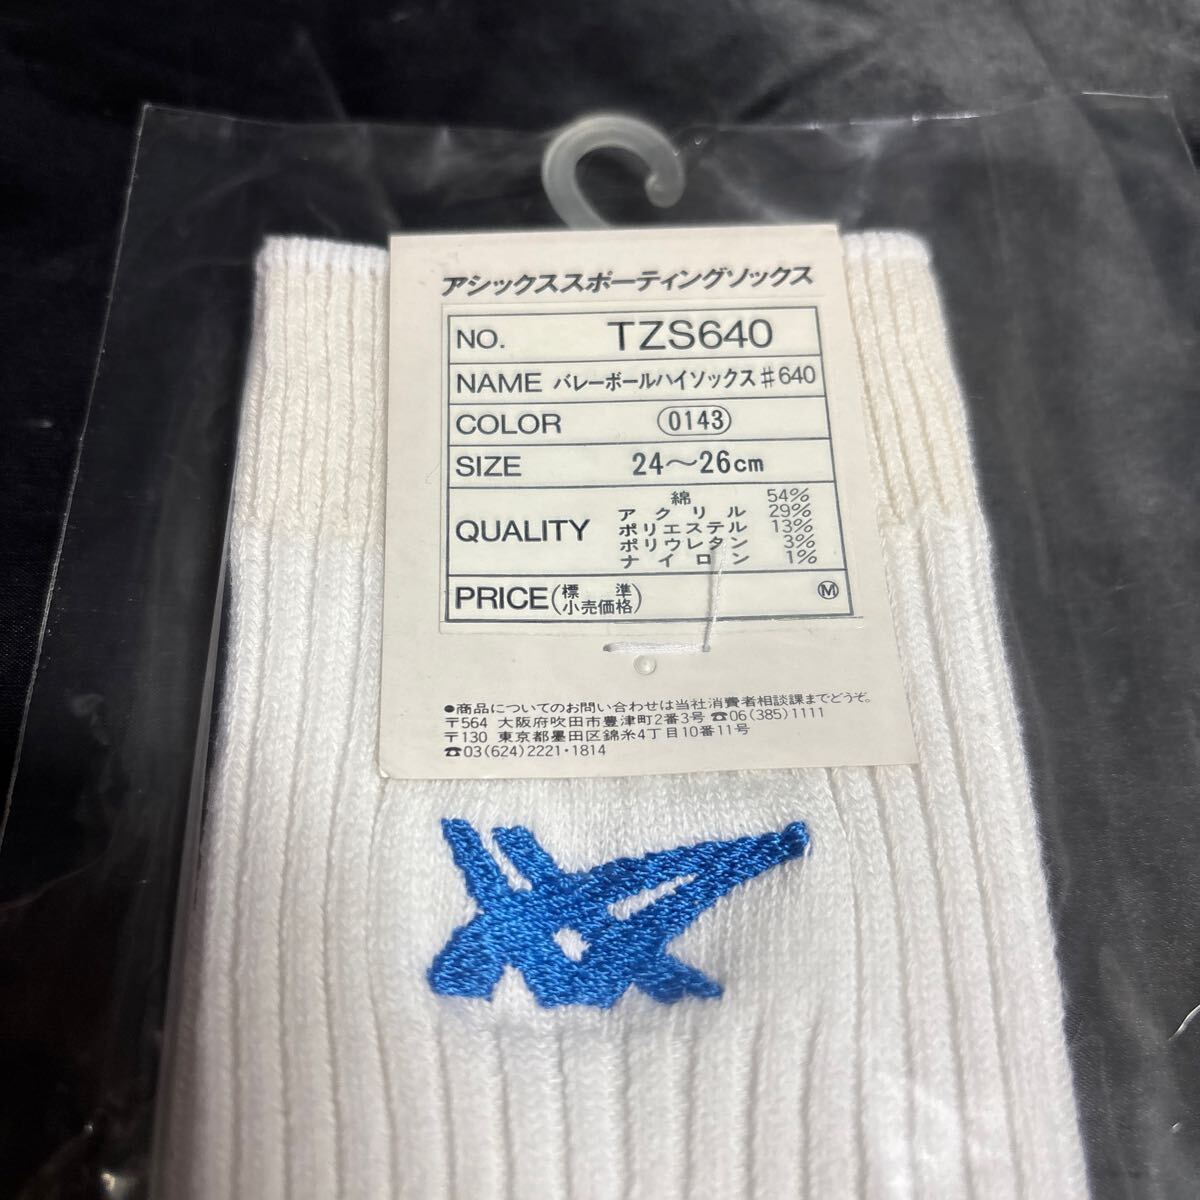 アシックススポーティングソックス
NO. TZS640
NAME バレーボールハイソックス♯640
COLOR 0143
SIZE 24～26cm
QUALITY
綿 54%
アクリル 29%
ポリエステル 13%
ポリウレタン 3%
ナイロン 1%
PRICE(標準小売価格) Ⓜ
●商品についてのお問い合わせは当社消費者相談課までどうぞ。
〒564 大阪府吹田市豊津町2番3号 ☎06(385)1111
〒130 東京都墨田区錦糸4丁目10番11号
☎03(624)2221・1814